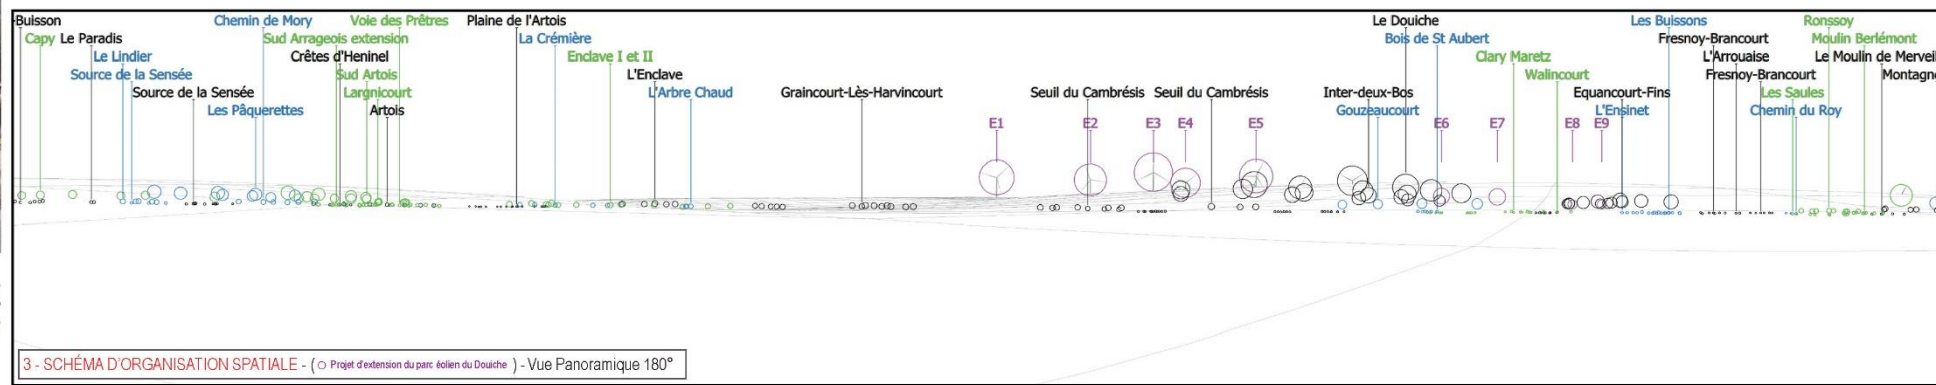 -Buisson Chemin de Mory Voie des Prêtres Plaine de l'Artois Le Douiche Les Buissons Ronssoy
Capy Le Paradis Sud Arrageois extension La Crémière Bois de St Aubert Fresnoy-Brancourt Moulin Berlémont
Le Lindier Crêtes d'Heninel Enclave I et II Clary Maretz L'Arrouaise Le Moulin de Merveil
Source de la Sensée Sud Artois L'Enclave Walincourt Fresnoy-Brancourt Montagne
Source de la Sensée Largnicourt L'Arbre Chaud Graincourt-Lès-Harvincourt Seuil du Cambrésis Seuil du Cambrésis Inter-deux-Bos Equancourt-Fins Les Saules
Les Pâquerettes Artois Gouzeaucourt L'Ensinet Chemin du Roy
E1 E2 E3 E4 E5 E6 E7 E8 E9
3 - SCHÉMA D'ORGANISATION SPATIALE - ( Projet d'extension du parc éolien du Douiche ) - Vue Panoramique 180°